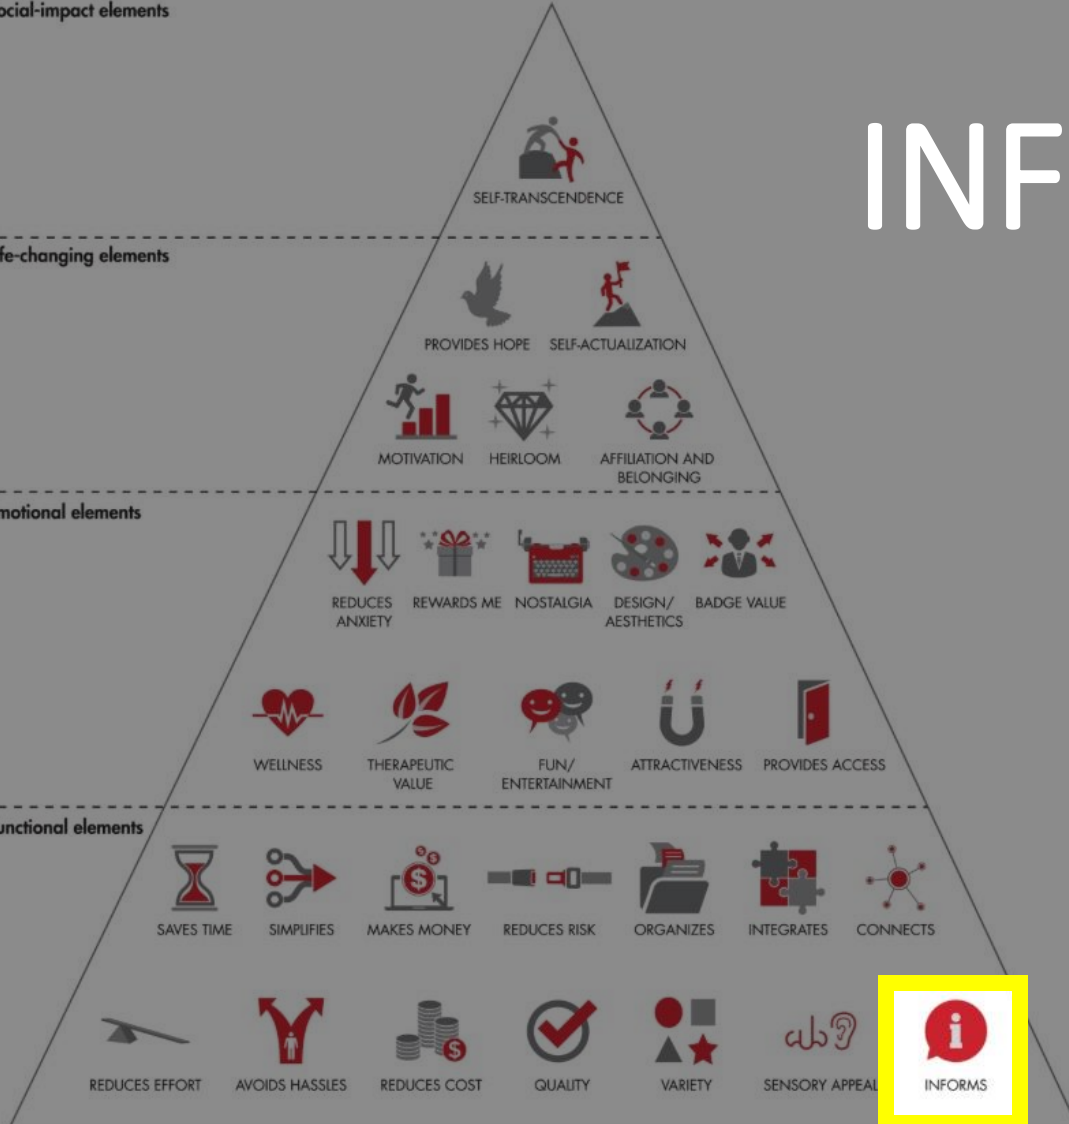 ocial-impact elements
INF
SELF-TRANSCENDENCE
fe-changing elements
PROVIDES HOPE SELF-ACTUALIZATION
MOTIVATION HEIRLOOM AFFILIATION AND
BELONGING
motional elements
REDUCES REWARDS ME NOSTALGIA DESIGN/ BADGE VALUE
ANXIETY AESTHETICS
WELLNESS THERAPEUTIC FUN/ ATTRACTIVENESS PROVIDES ACCESS
VALUE ENTERTAINMENT
unctional elements
$
$
$
SAVES TIME SIMPLIFIES MAKES MONEY REDUCES RISK ORGANIZES INTEGRATES CONNECTS
$
i
REDUCES EFFORT AVOIDS HASSLES REDUCES COST QUALITY VARIETY SENSORY APPEAL INFORMS